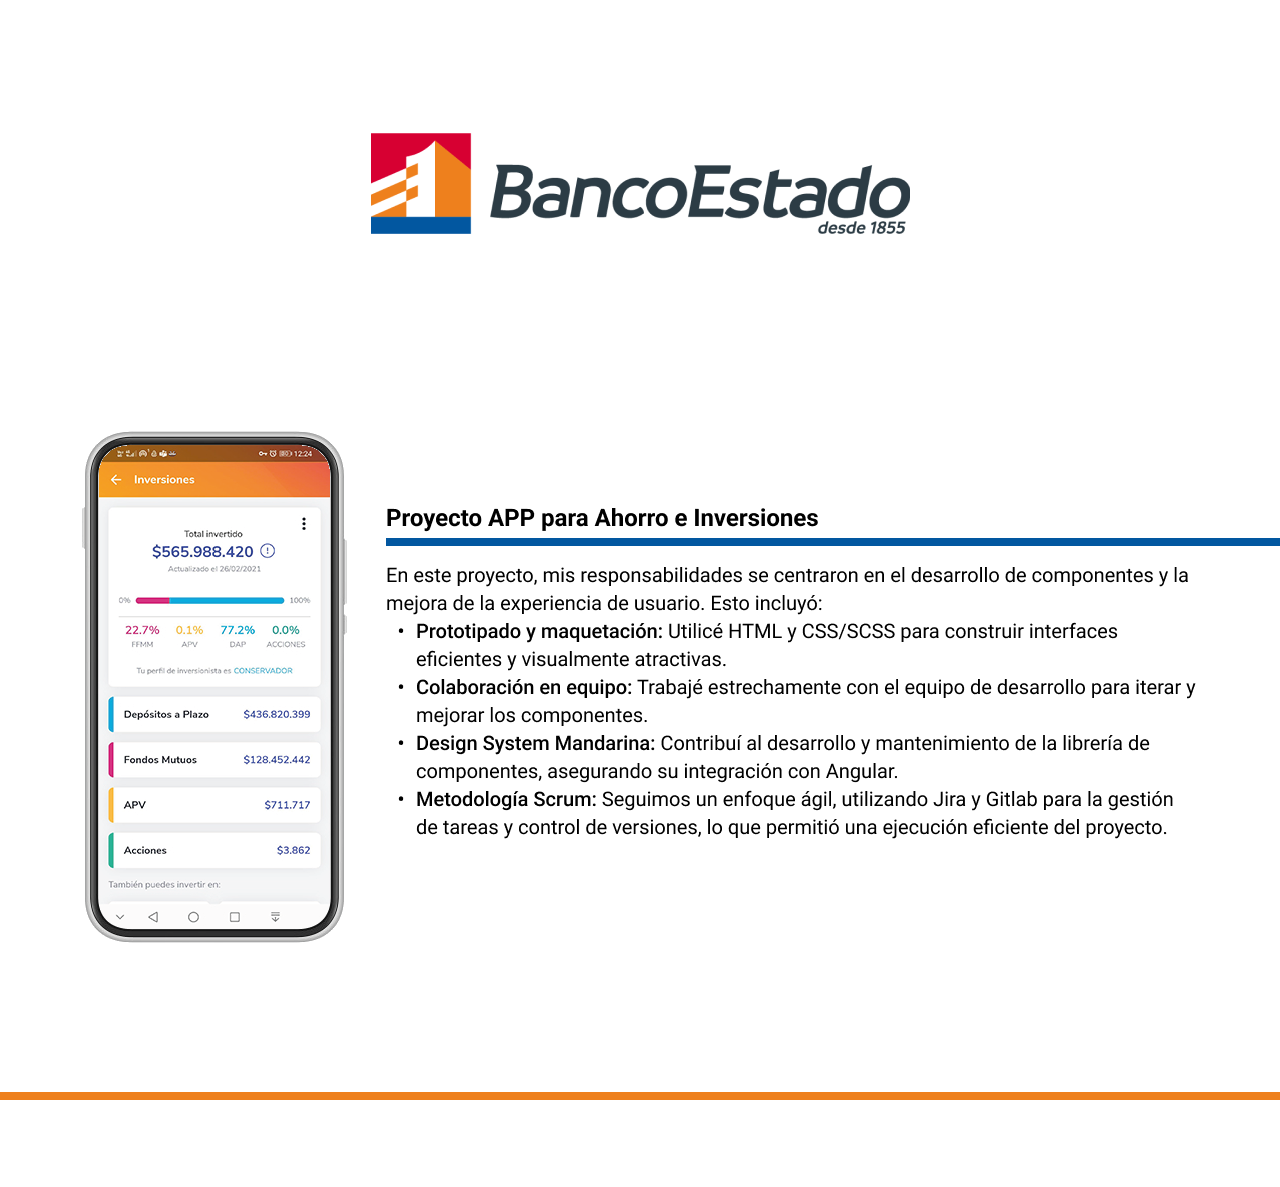 BancoEstado
desde 1855
12:24
Inversiones
Total invertido
$565.988.420
Actualizado el 26/02/2021
0% 100%
22.7% 0.1% 77.2% 0.0%
FFMM APV DAP ACCIONES
Tu perfil de inversionista es CONSERVADOR
Depósitos a Plazo $436.820.399
Fondos Mutuos $128.452.442
APV $711.717
Acciones $3.862
También puedes invertir en:
Proyecto APP para Ahorro e Inversiones
En este proyecto, mis responsabilidades se centraron en el desarrollo de componentes y la
mejora de la experiencia de usuario. Esto incluyó:
• Prototipado y maquetación: Utilicé HTML y CSS/SCSS para construir interfaces
eficientes y visualmente atractivas.
• Colaboración en equipo: Trabajé estrechamente con el equipo de desarrollo para iterar y
mejorar los componentes.
• Design System Mandarina: Contribuí al desarrollo y mantenimiento de la librería de
componentes, asegurando su integración con Angular.
• Metodología Scrum: Seguimos un enfoque ágil, utilizando Jira y Gitlab para la gestión
de tareas y control de versiones, lo que permitió una ejecución eficiente del proyecto.